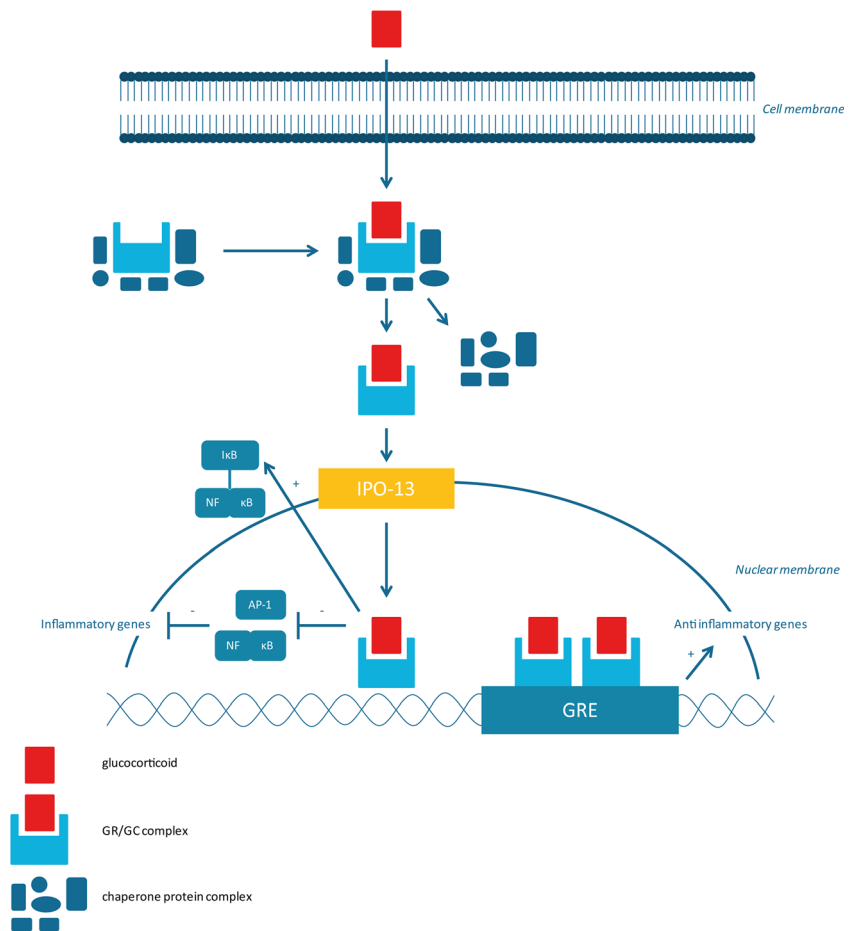 Cell membrane
IκB
+
NF κB
IPO-13
Nuclear membrane
Inflammatory genes
-
AP-1
NF κB
-
Anti inflammatory genes
+
GRE
glucocorticoid
GR/GC complex
chaperone protein complex